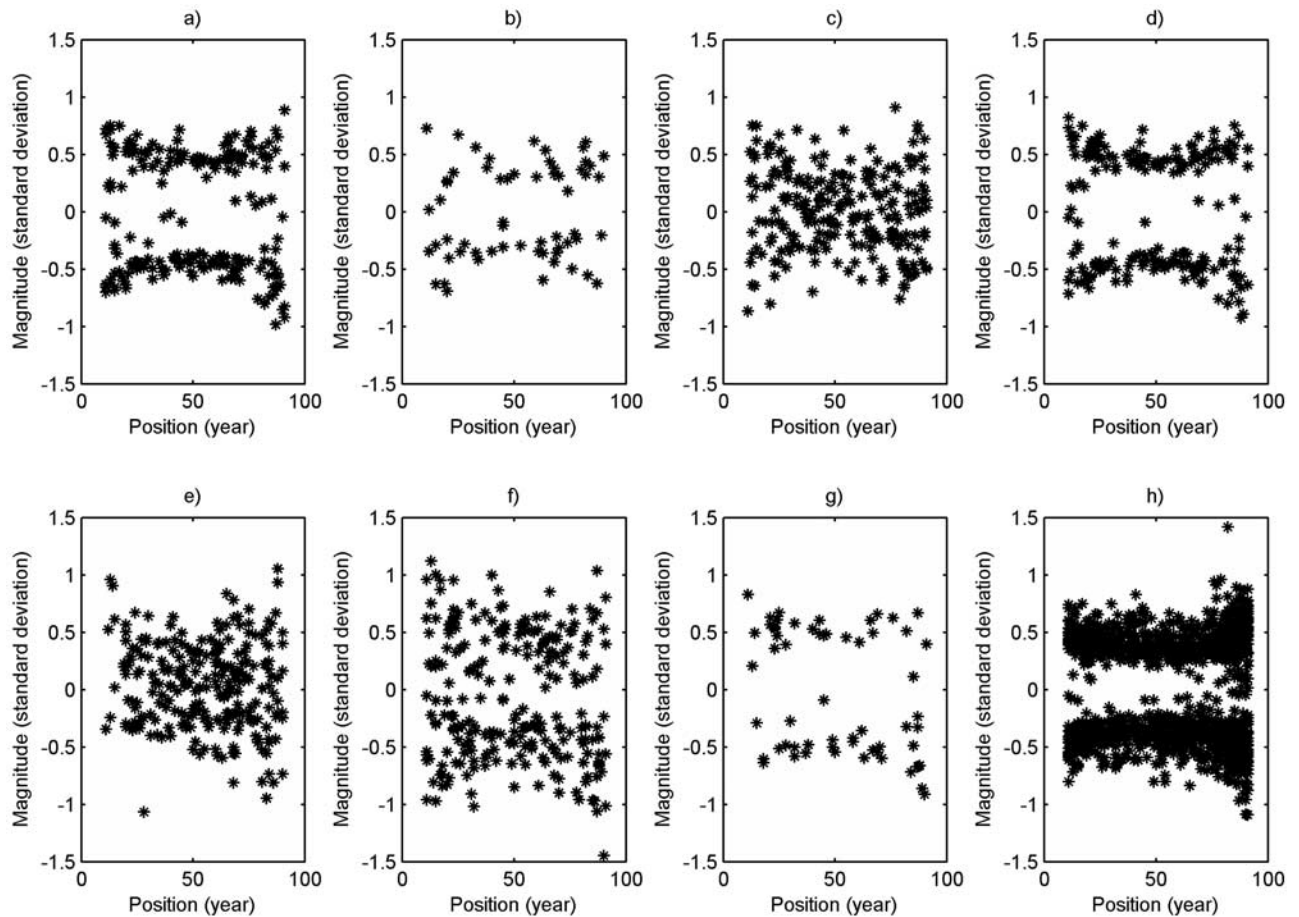 a) b) c) d)
1.5 1.5 1.5 1.5
1 1 1 1
0.5 0.5 0.5 0.5
0 0 0 0
-0.5 -0.5 -0.5 -0.5
-1 -1 -1 -1
-1.5 -1.5 -1.5 -1.5
Magnitude (standard deviation) Magnitude (standard deviation) Magnitude (standard deviation) Magnitude (standard deviation)
0 50 100 0 50 100 0 50 100 0 50 100
Position (year) Position (year) Position (year) Position (year)
e) f) g) h)
1.5 1.5 1.5 1.5
1 1 1 1
0.5 0.5 0.5 0.5
0 0 0 0
-0.5 -0.5 -0.5 -0.5
-1 -1 -1 -1
-1.5 -1.5 -1.5 -1.5
Magnitude (standard deviation) Magnitude (standard deviation) Magnitude (standard deviation) Magnitude (standard deviation)
0 50 100 0 50 100 0 50 100 0 50 100
Position (year) Position (year) Position (year) Position (year)